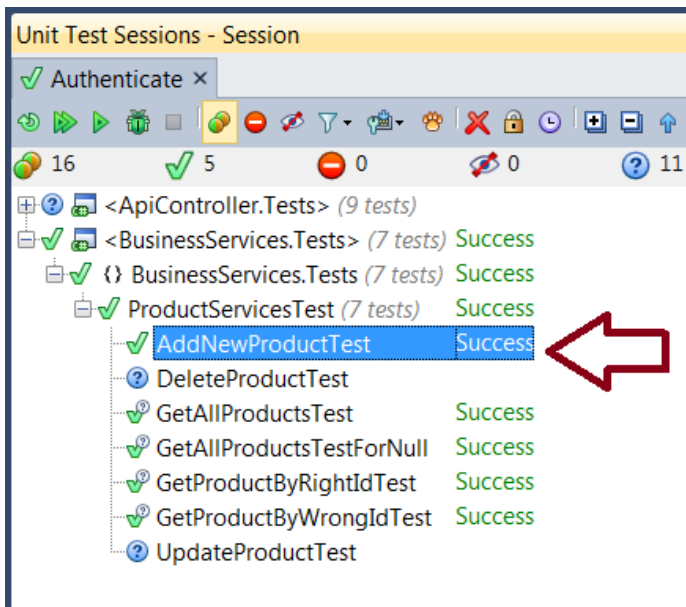 Unit Test Sessions - Session
Authenticate ×
16 5 0 0 11
<ApiController.Tests> (9 tests)
<BusinessServices.Tests> (7 tests) Success
{} BusinessServices.Tests (7 tests) Success
ProductServicesTest (7 tests) Success
AddNewProductTest Success
DeleteProductTest
GetAllProductsTest Success
GetAllProductsTestForNull Success
GetProductByRightIdTest Success
GetProductByWrongIdTest Success
UpdateProductTest